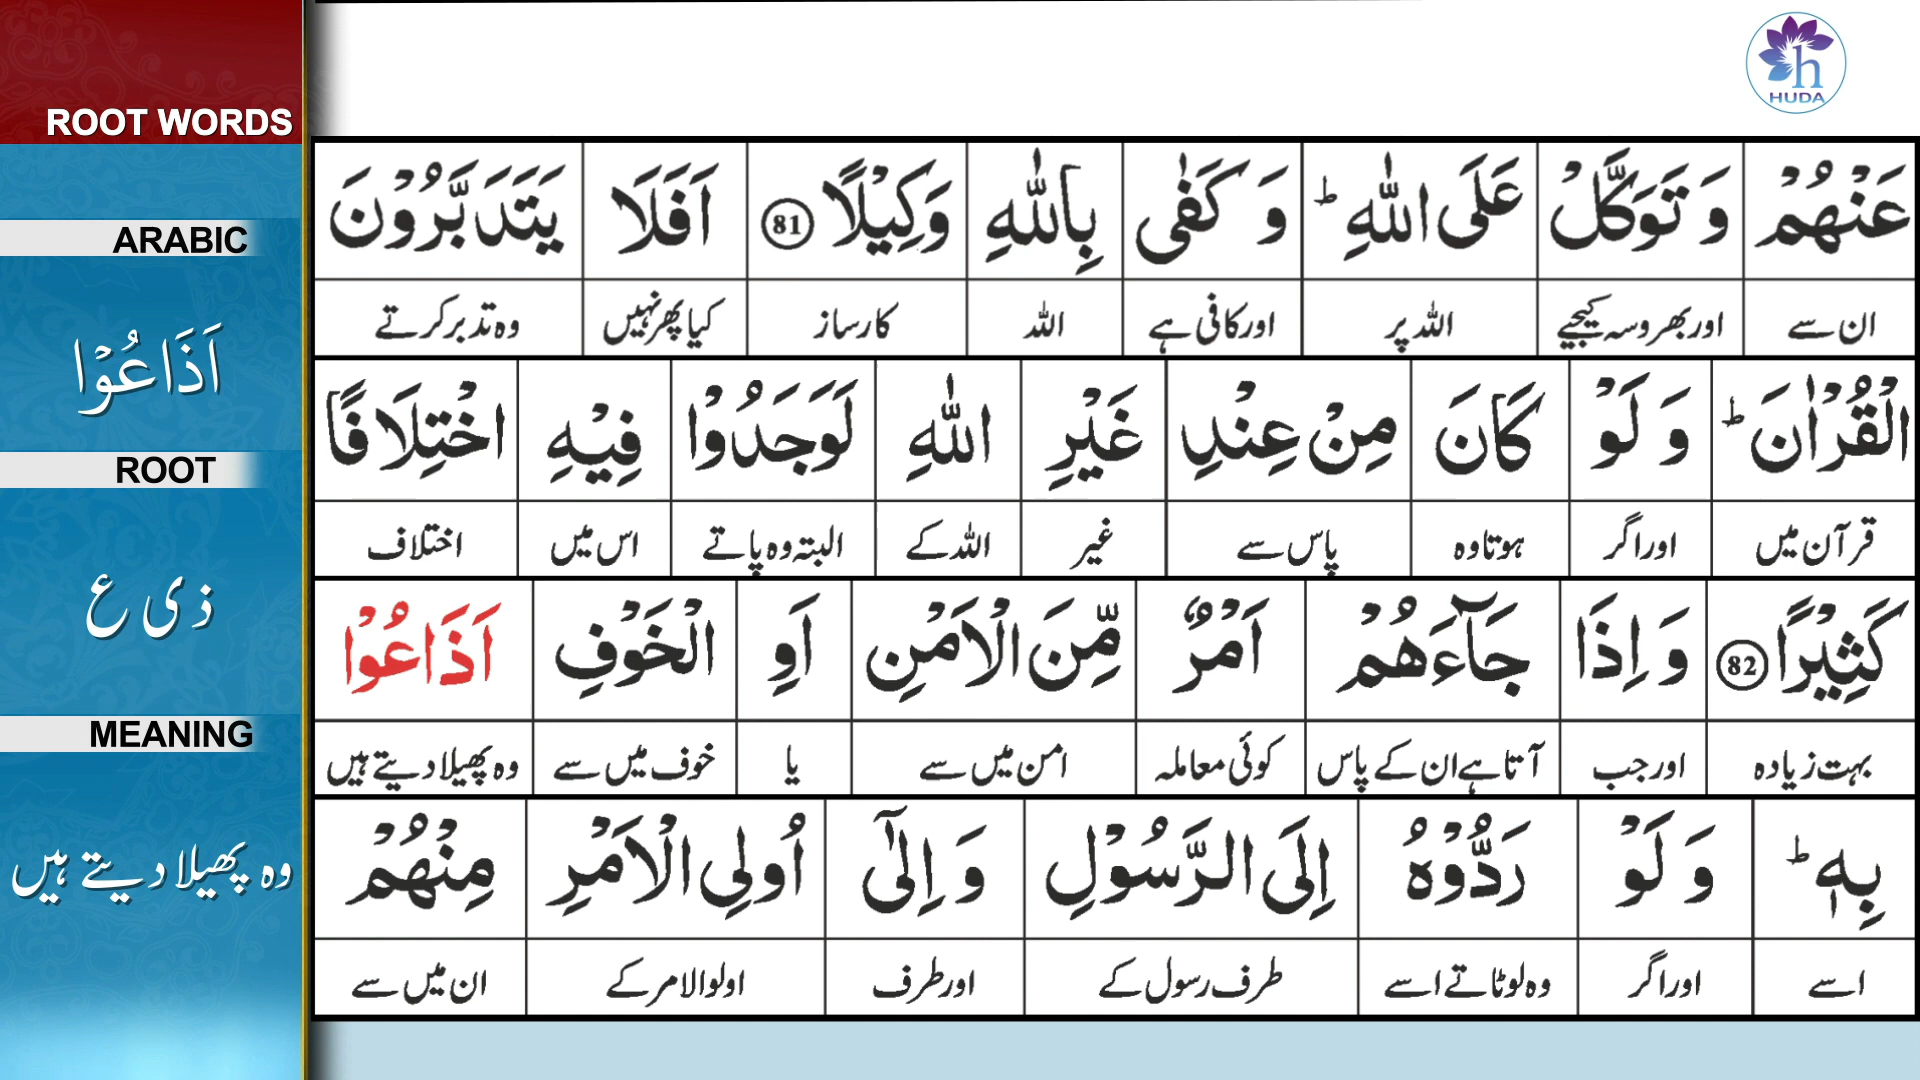 ROOT WORDS
ARABIC
اَذَاعُوْا
ROOT
ذ ی ع
MEANING
وہ پھیلا دیتے ہیں
HUDA
عَنْهُمْ وَ تَوَكَّلْ عَلَى اللّٰهِ ؕ وَ كَفٰى بِاللّٰهِ وَكِيْلًا 81 اَفَلَا يَتَدَبَّرُوْنَ
ان سے اور بھروسہ کیجیے اللہ پر اور کافی ہے اللہ کارساز کیا پھر نہیں وہ تدبر کرتے
الْقُرْاٰنَ ؕ وَ لَوْ كَانَ مِنْ عِنْدِ غَيْرِ اللّٰهِ لَوَجَدُوْا فِيْهِ اخْتِلَافًا
قرآن میں اور اگر ہوتا وہ پاس سے غیر اللہ کے البتہ وہ پاتے اس میں اختلاف
كَثِيْرًا 82 وَ اِذَا جَآءَهُمْ اَمْرٌ مِّنَ الْاَمْنِ اَوِ الْخَوْفِ اَذَاعُوْا
بہت زیادہ اور جب آتا ہے ان کے پاس کوئی معاملہ امن میں سے یا خوف میں سے وہ پھیلا دیتے ہیں
بِهٖ ؕ وَ لَوْ رَدُّوْهُ اِلَى الرَّسُوْلِ وَ اِلٰٓى اُولِى الْاَمْرِ مِنْهُمْ
اسے اور اگر وہ لوٹاتے اسے طرف رسول کے اور طرف اولوالامر کے ان میں سے